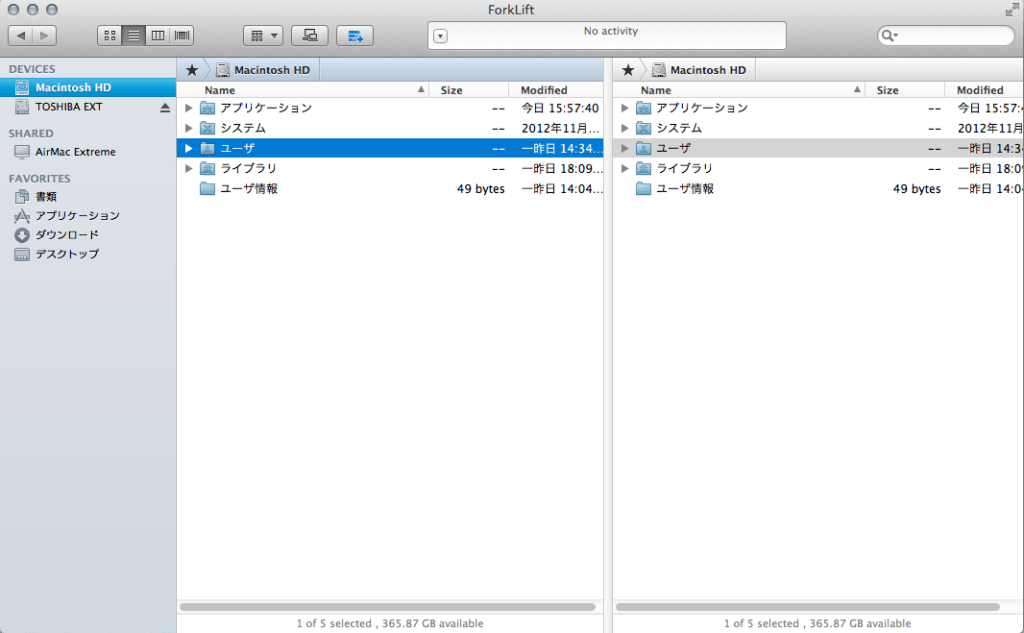 ForkLift
No activity
DEVICES
Macintosh HD
TOSHIBA EXT
SHARED
AirMac Extreme
FAVORITES
書類
アプリケーション
ダウンロード
デスクトップ
Macintosh HD
Name Size Modified
アプリケーション -- 今日 15:57:40
システム -- 2012年11月...
ユーザ -- 一昨日 14:34...
ライブラリ -- 一昨日 18:09...
ユーザ情報 49 bytes 一昨日 14:04...
1 of 5 selected , 365.87 GB available
Macintosh HD
Name Size Modified
アプリケーション -- 今日 15:57:
システム -- 2012年11月
ユーザ -- 一昨日 14:34
ライブラリ -- 一昨日 18:09
ユーザ情報 49 bytes 一昨日 14:04
1 of 5 selected , 365.87 GB available